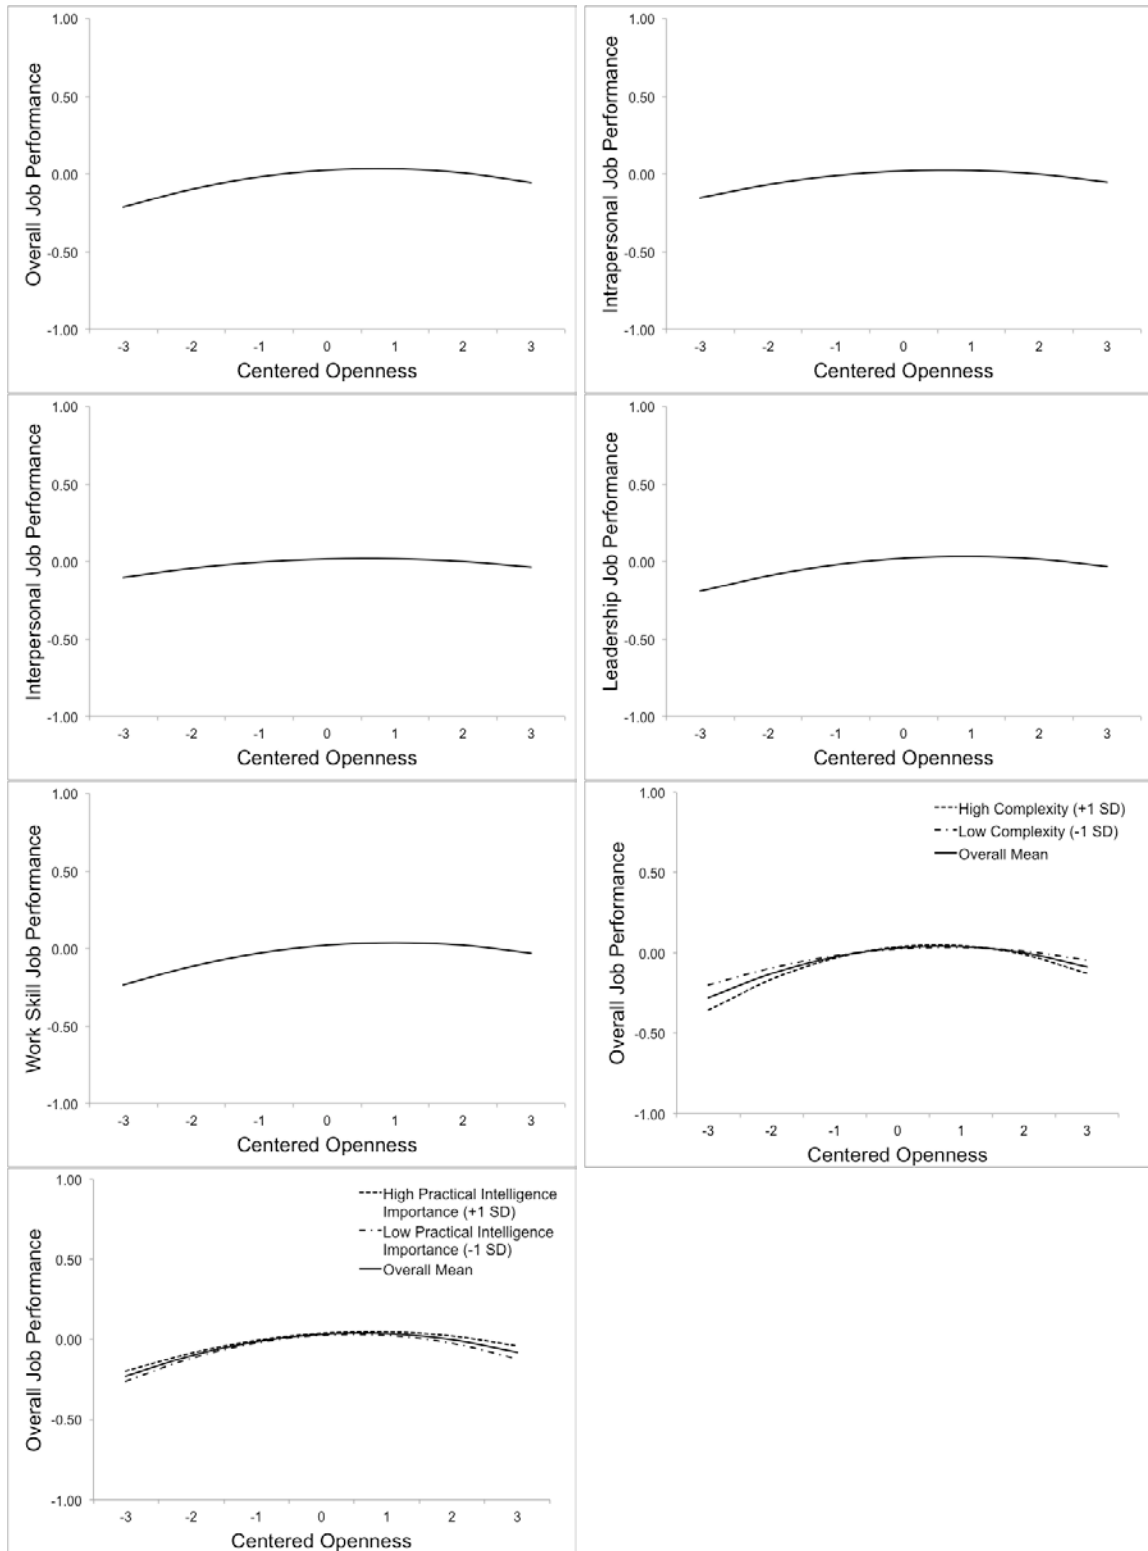 1.00
0.50
0.00
-0.50
-1.00
Overall Job Performance
-3 -2 -1 0 1 2 3
Centered Openness
1.00
0.50
0.00
-0.50
-1.00
Intrapersonal Job Performance
-3 -2 -1 0 1 2 3
Centered Openness
1.00
0.50
0.00
-0.50
-1.00
Interpersonal Job Performance
-3 -2 -1 0 1 2 3
Centered Openness
1.00
0.50
0.00
-0.50
-1.00
Leadership Job Performance
-3 -2 -1 0 1 2 3
Centered Openness
1.00
0.50
0.00
-0.50
-1.00
Work Skill Job Performance
-3 -2 -1 0 1 2 3
Centered Openness
1.00
0.50
0.00
-0.50
-1.00
Overall Job Performance
High Complexity (+1 SD)
Low Complexity (-1 SD)
Overall Mean
-3 -2 -1 0 1 2 3
Centered Openness
1.00
0.50
0.00
-0.50
-1.00
Overall Job Performance
High Practical Intelligence
Importance (+1 SD)
Low Practical Intelligence
Importance (-1 SD)
Overall Mean
-3 -2 -1 0 1 2 3
Centered Openness